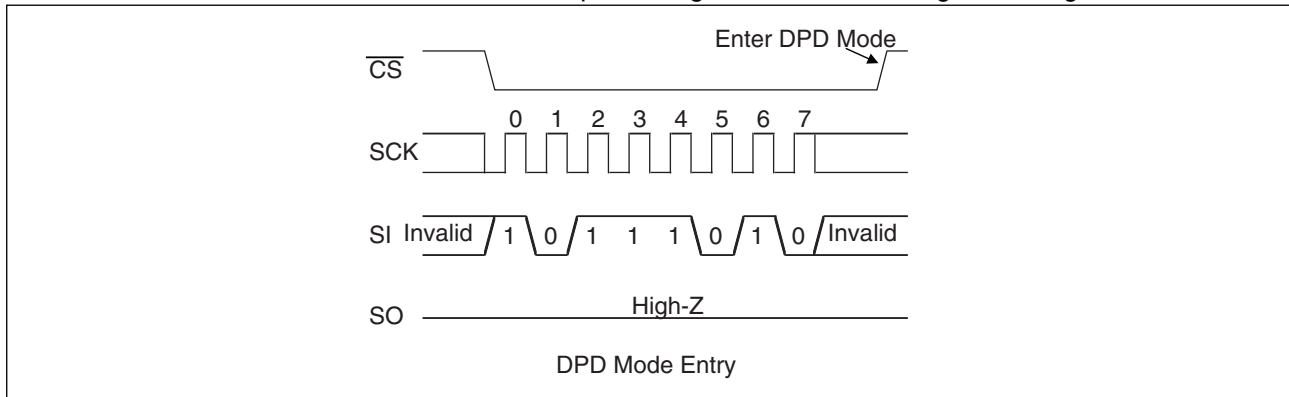 Enter DPD Mode
CS
0 1 2 3 4 5 6 7
SCK
SI Invalid 1 0 1 1 1 0 1 0 Invalid
High-Z
SO
DPD Mode Entry